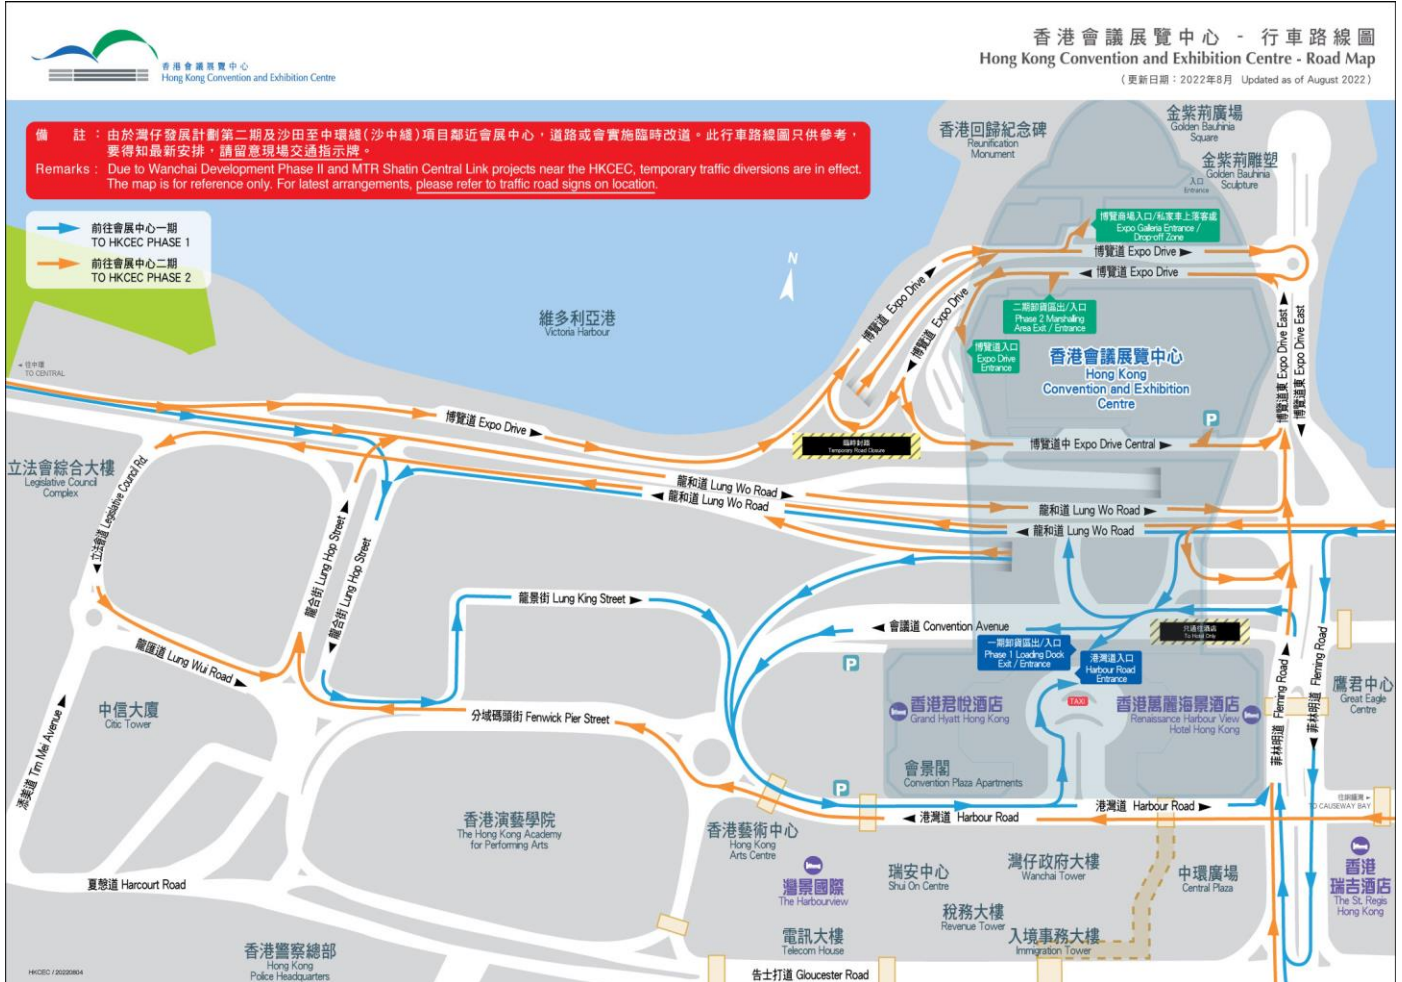 香港會議展覽中心
Hong Kong Convention and Exhibition Centre
香港會議展覽中心 - 行車路線圖
Hong Kong Convention and Exhibition Centre - Road Map
(更新日期：2022年8月 Updated as of August 2022)
備 註：由於灣仔發展計劃第二期及沙田至中環綫(沙中綫)項目鄰近會展中心，道路或會實施臨時改道。此行車路線圖只供參考，
要得知最新安排，請留意現場交通指示牌。
Remarks : Due to Wanchai Development Phase II and MTR Shatin Central Link projects near the HKCEC, temporary traffic diversions are in effect.
The map is for reference only. For latest arrangements, please refer to traffic road signs on location.
前往會展中心一期
TO HKCEC PHASE 1
前往會展中心二期
TO HKCEC PHASE 2
香港回歸紀念碑
Reunification
Monument
金紫荊廣場
Golden Bauhinia
Square
金紫荊雕塑
Golden Bauhinia
Sculpture
入口
Entrance
博覽商場入口/私家車上落客處
Expo Galleria Entrance /
Drop-off Zone
博覽道 Expo Drive
博覽道 Expo Drive
博覽道 Expo Drive
博覽道 Expo Drive
N
維多利亞港
Victoria Harbour
二期卸貨區出/入口
Phase 2 Marshalling
Area Exit / Entrance
博覽道入口
Expo Drive
Entrance
香港會議展覽中心
Hong Kong
Convention and Exhibition
Centre
博覽道東 Expo Drive East
博覽道東 Expo Drive East
往中環
TO CENTRAL
博覽道 Expo Drive
臨時封路
Temporary Road Closure
博覽道中 Expo Drive Central
P
立法會綜合大樓
Legislative Council
Complex
立法會道 Legislative Council Rd.
龍和道 Lung Wo Road
龍和道 Lung Wo Road
龍和道 Lung Wo Road
龍和道 Lung Wo Road
龍合街 Lung Hop Street
龍合街 Lung Hop Street
龍景街 Lung King Street
會議道 Convention Avenue
只通往酒店
To Hotel Only
一期卸貨區出/入口
Phase 1 Loading Dock
Exit / Entrance
港灣道入口
Harbour Road
Entrance
P
龍匯道 Lung Wui Road
菲林明道 Fleming Road
菲林明道 Fleming Road
鷹君中心
Great Eagle
Centre
中信大廈
Citic Tower
添美道 Tim Mei Avenue
分域碼頭街 Fenwick Pier Street
香港君悅酒店
Grand Hyatt Hong Kong
TAXI
香港萬麗海景酒店
Renaissance Harbour View
Hotel Hong Kong
會景閣
Convention Plaza Apartments
P
港灣道 Harbour Road
港灣道 Harbour Road
往銅鑼灣
TO CAUSEWAY BAY
香港演藝學院
The Hong Kong Academy
for Performing Arts
香港藝術中心
Hong Kong
Arts Centre
灣景國際
The Harbourview
瑞安中心
Shui On Centre
灣仔政府大樓
Wanchai Tower
中環廣場
Central Plaza
香港
瑞吉酒店
The St. Regis
Hong Kong
夏慤道 Harcourt Road
稅務大樓
Revenue Tower
電訊大樓
Telecom House
入境事務大樓
Immigration Tower
香港警察總部
Hong Kong
Police Headquarters
告士打道 Gloucester Road
HKCEC / 20220804